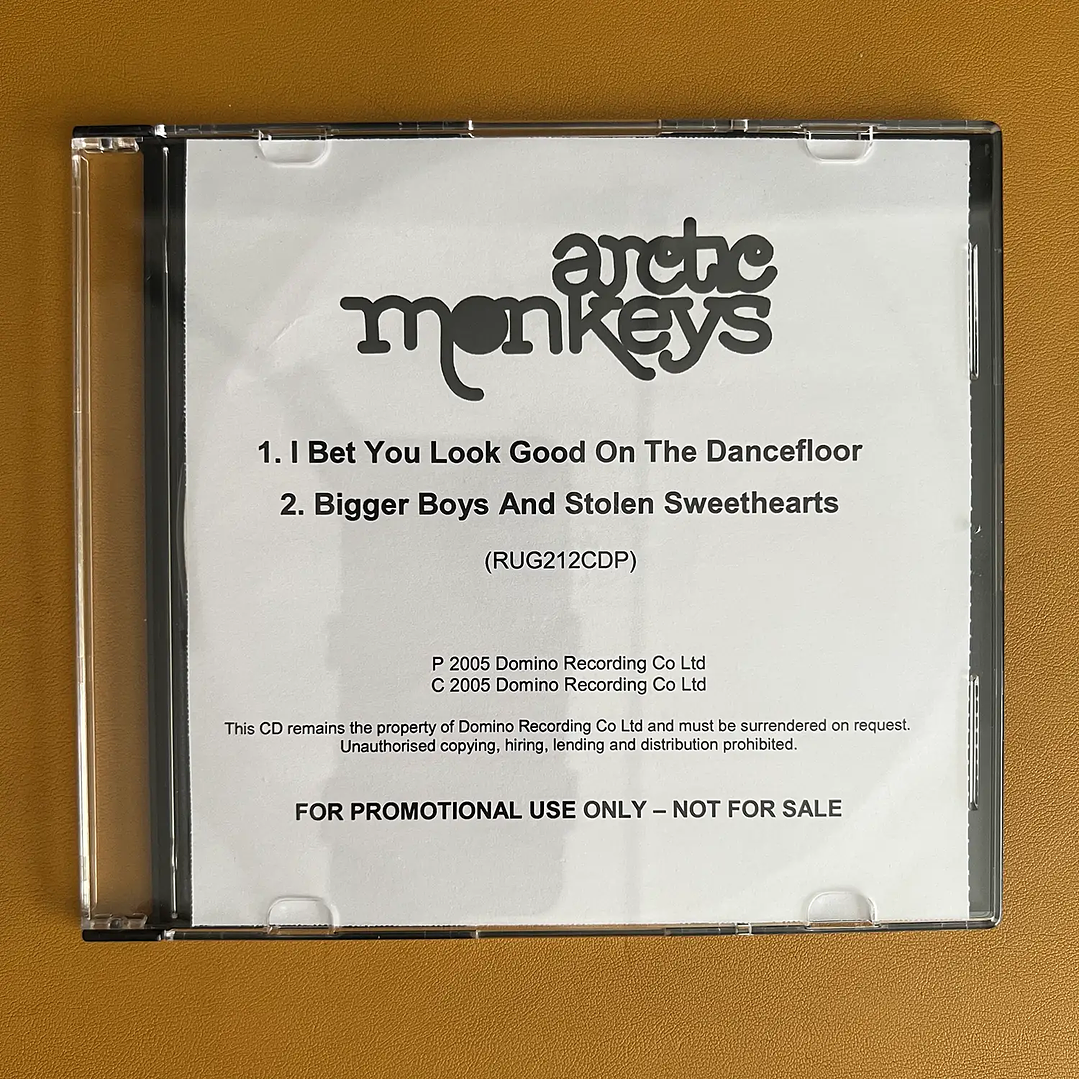 arctic
monkeys
1. I Bet You Look Good On The Dancefloor
2. Bigger Boys And Stolen Sweethearts
(RUG212CDP)
P 2005 Domino Recording Co Ltd
C 2005 Domino Recording Co Ltd
This CD remains the property of Domino Recording Co Ltd and must be surrendered on request.
Unauthorised copying, hiring, lending and distribution prohibited.
FOR PROMOTIONAL USE ONLY – NOT FOR SALE